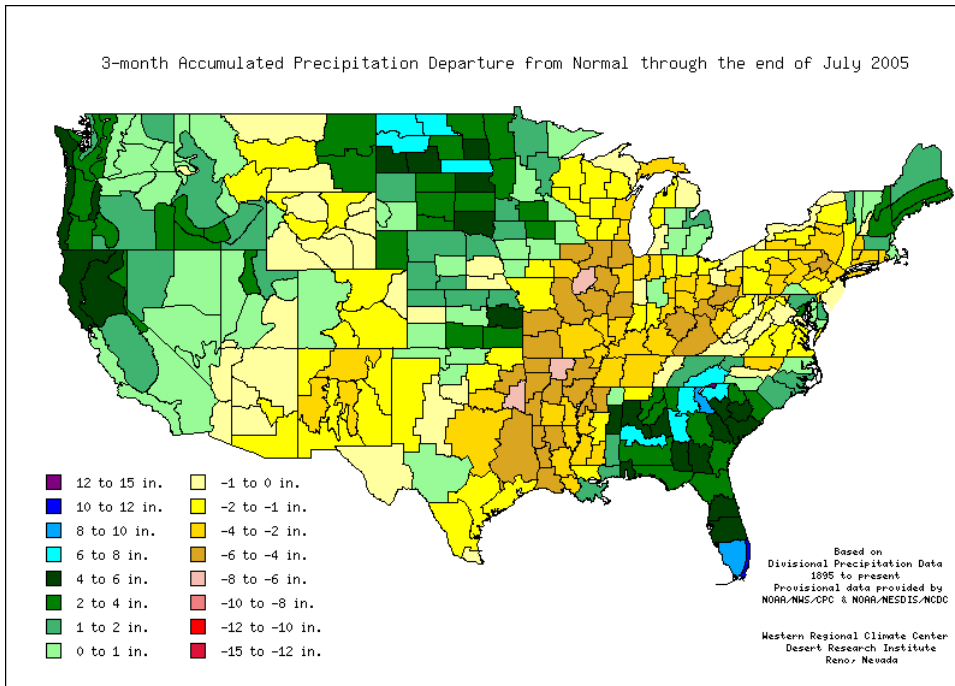 3-month Accumulated Precipitation Departure from Normal through the end of July 2005
12 to 15 in.
10 to 12 in.
8 to 10 in.
6 to 8 in.
4 to 6 in.
2 to 4 in.
1 to 2 in.
0 to 1 in.
-1 to 0 in.
-2 to -1 in.
-4 to -2 in.
-6 to -4 in.
-8 to -6 in.
-10 to -8 in.
-12 to -10 in.
-15 to -12 in.
Based on
Divisional Precipitation Data
1895 to present
Provisional data provided by
NOAA/NWS/CPC & NOAA/NESDIS/NCDC
Western Regional Climate Center
Desert Research Institute
Reno, Nevada